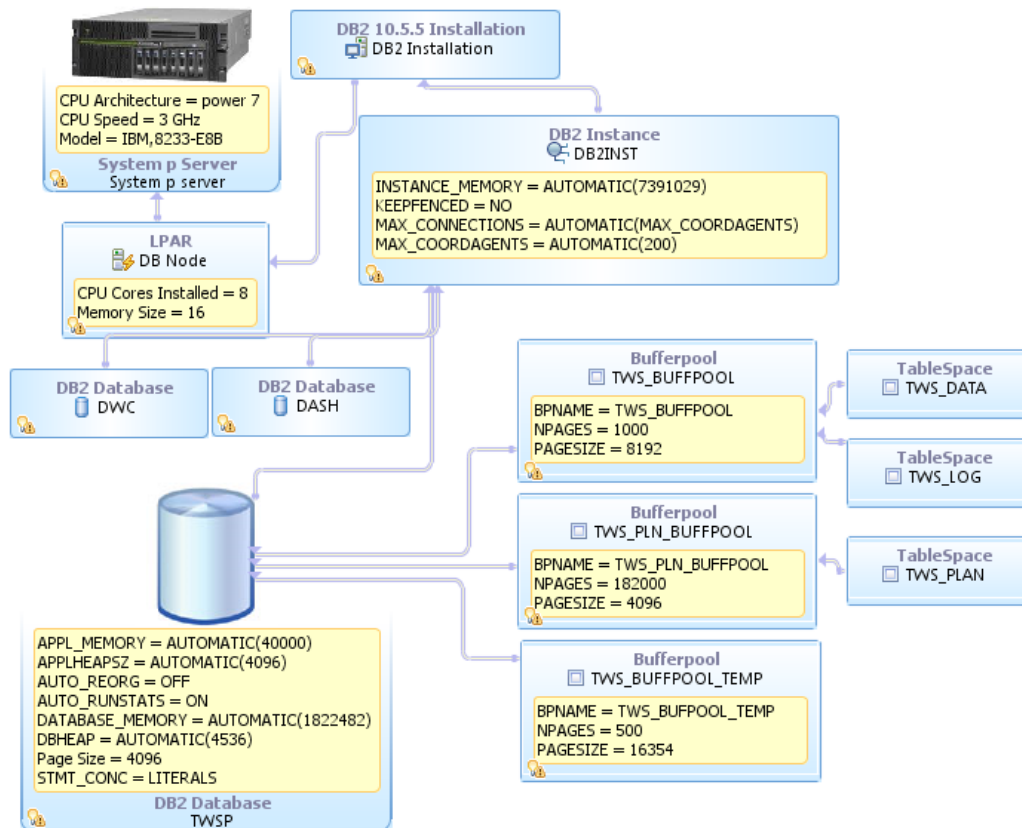 DB2 10.5.5 Installation
DB2 Installation
CPU Architecture = power 7
CPU Speed = 3 GHz
Model = IBM,8233-E8B
System p Server
System p server
DB2 Instance
DB2INST
INSTANCE_MEMORY = AUTOMATIC(7391029)
KEEPFENCED = NO
MAX_CONNECTIONS = AUTOMATIC(MAX_COORDAGENTS)
MAX_COORDAGENTS = AUTOMATIC(200)
LPAR
DB Node
CPU Cores Installed = 8
Memory Size = 16
DB2 Database
DWC
DB2 Database
DASH
Bufferpool
TWS_BUFFPOOL
BPNAME = TWS_BUFFPOOL
NPAGES = 1000
PAGESIZE = 8192
TableSpace
TWS_DATA
TableSpace
TWS_LOG
Bufferpool
TWS_PLN_BUFFPOOL
BPNAME = TWS_PLN_BUFFPOOL
NPAGES = 182000
PAGESIZE = 4096
TableSpace
TWS_PLAN
Bufferpool
TWS_BUFFPOOL_TEMP
BPNAME = TWS_BUFPOOL_TEMP
NPAGES = 500
PAGESIZE = 16354
APPL_MEMORY = AUTOMATIC(40000)
APPLHEAPSZ = AUTOMATIC(4096)
AUTO_REORG = OFF
AUTO_RUNSTATS = ON
DATABASE_MEMORY = AUTOMATIC(1822482)
DBHEAP = AUTOMATIC(4536)
Page Size = 4096
STMT_CONC = LITERALS
DB2 Database
TWSP